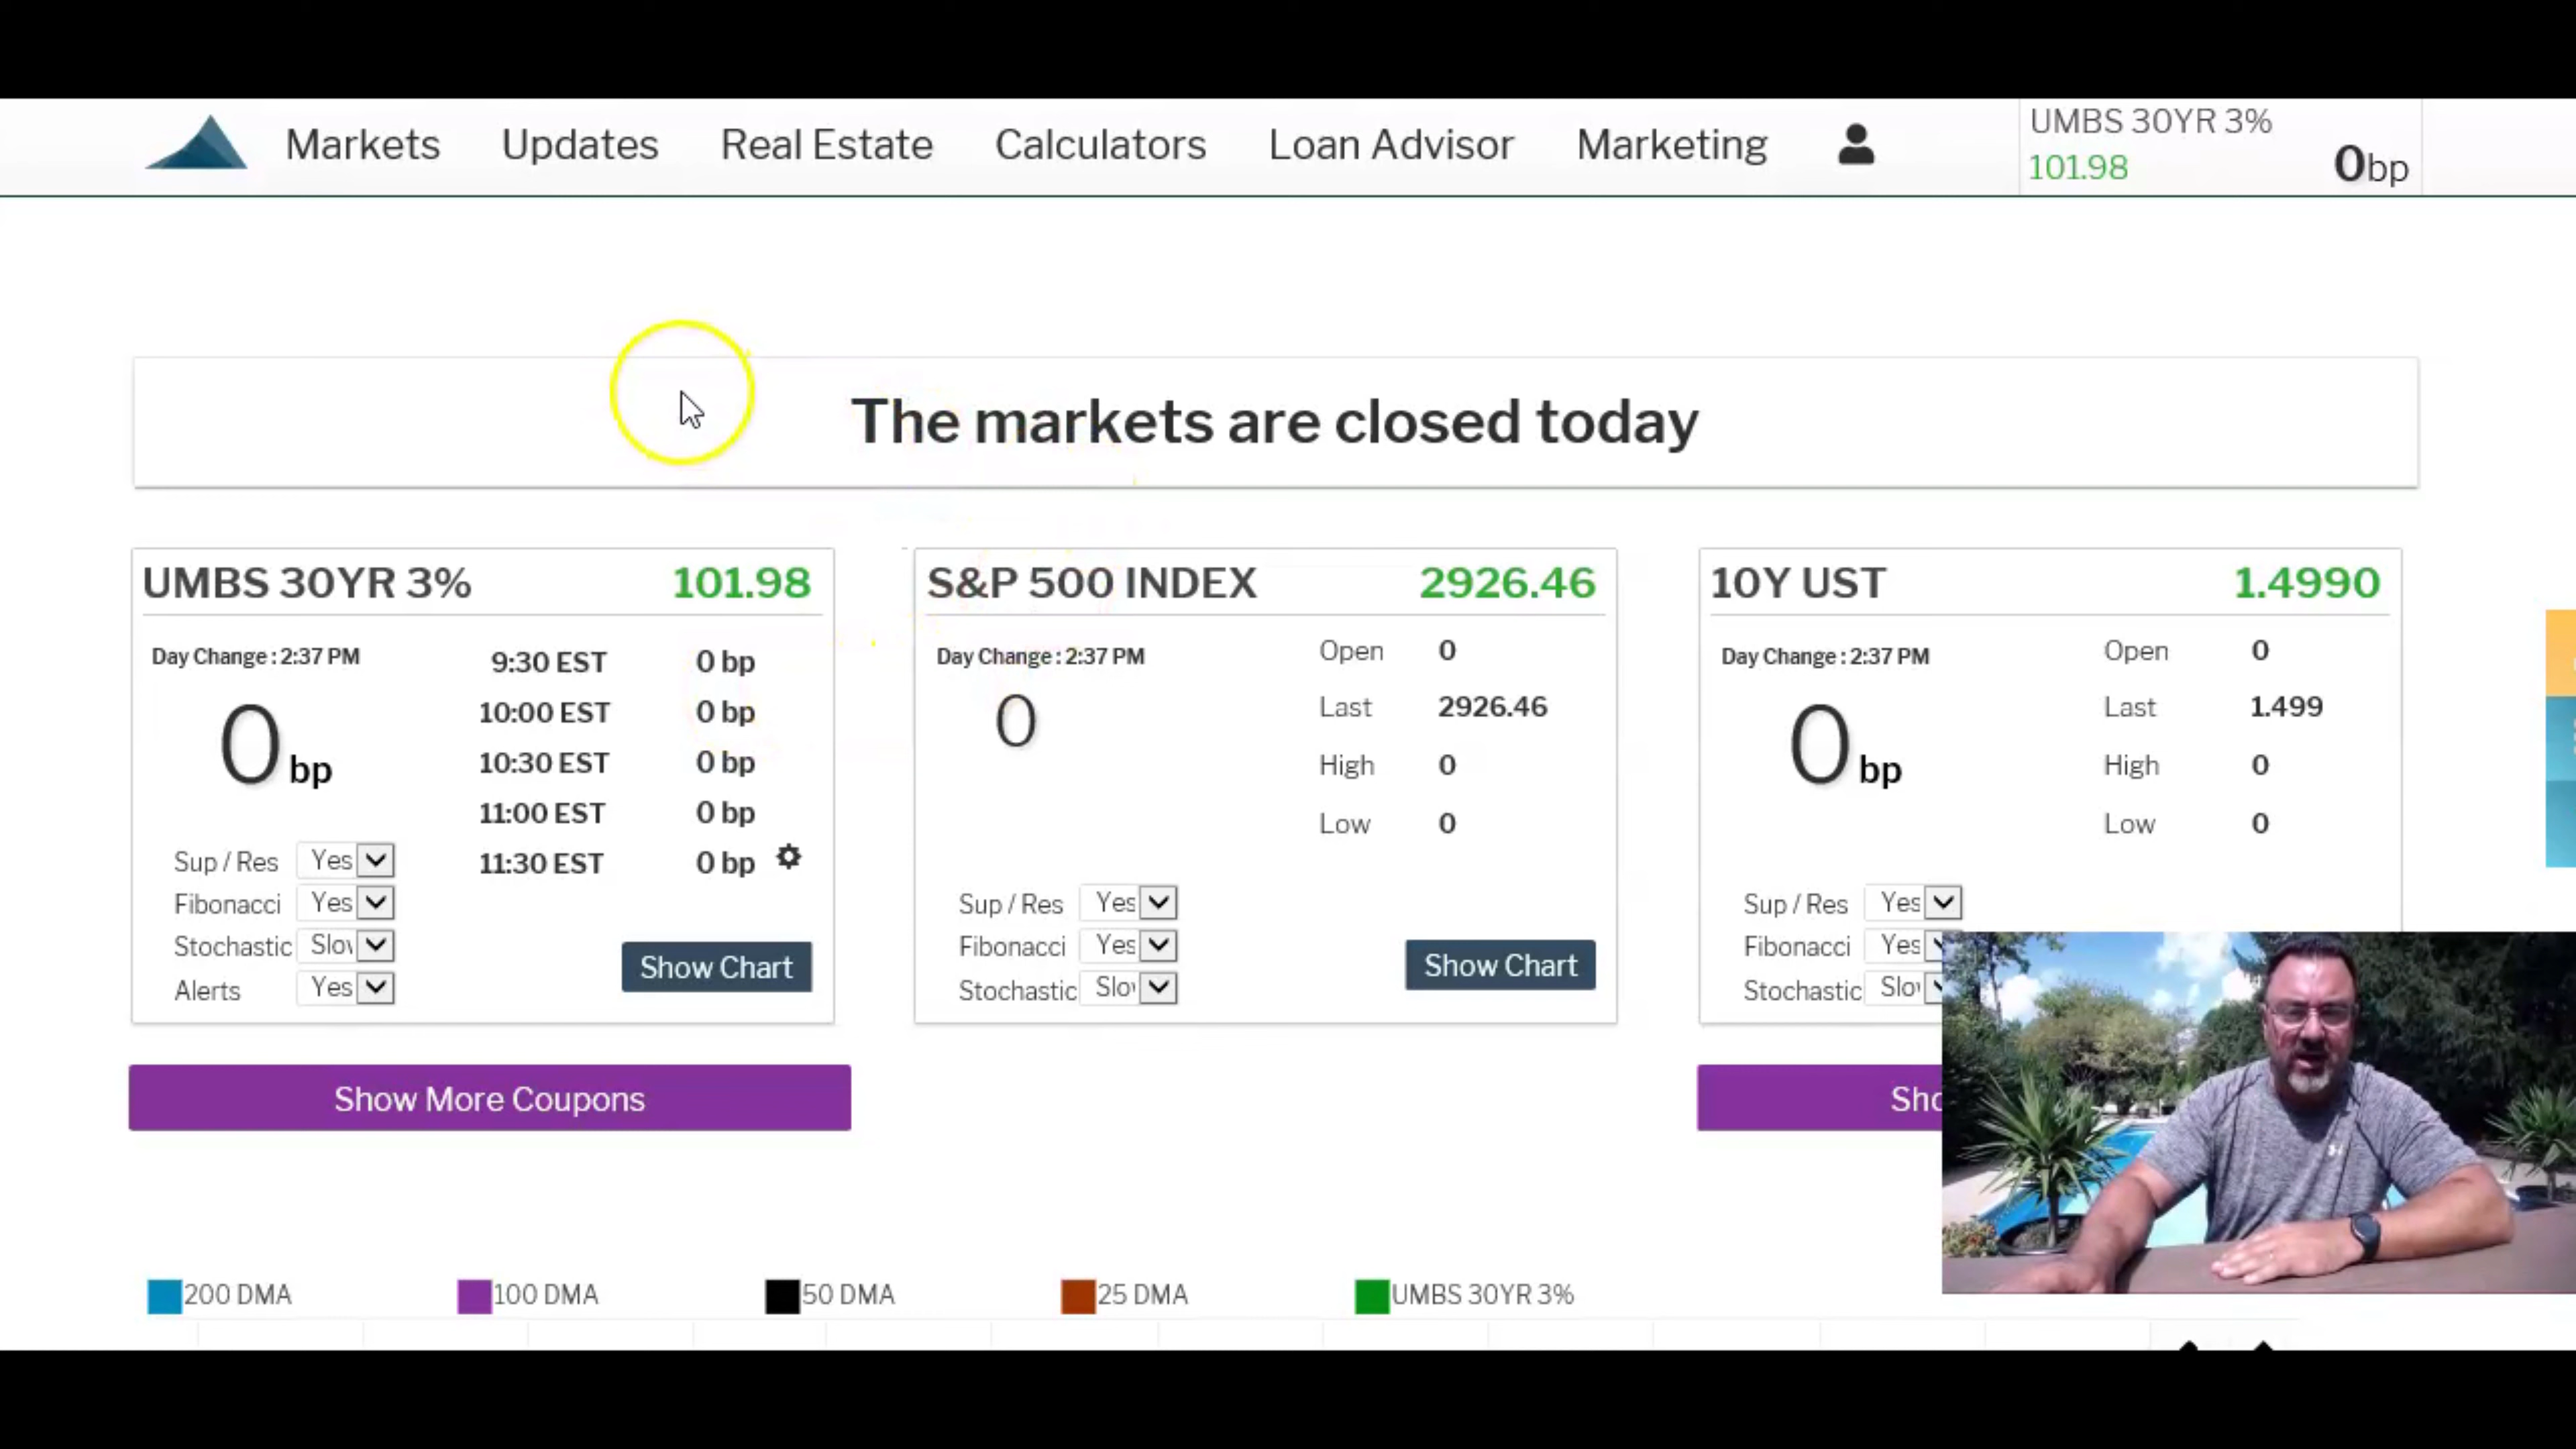 Markets Updates Real Estate Calculators Loan Advisor Marketing
UMBS 30YR 3%
101.98 0bp
The markets are closed today
UMBS 30YR 3% 101.98
Day Change : 2:37 PM
0 bp
9:30 EST 0 bp
10:00 EST 0 bp
10:30 EST 0 bp
11:00 EST 0 bp
11:30 EST 0 bp
Sup / Res Yes
Fibonacci Yes
Stochastic Slo
Alerts Yes
Show Chart
Show More Coupons
S&P 500 INDEX 2926.46
Day Change : 2:37 PM
0
Open 0
Last 2926.46
High 0
Low 0
Sup / Res Yes
Fibonacci Yes
Stochastic Slo
Show Chart
10Y UST 1.4990
Day Change : 2:37 PM
0 bp
Open 0
Last 1.499
High 0
Low 0
Sup / Res Yes
Fibonacci Yes
Stochastic Slo
Sho
200 DMA 100 DMA 50 DMA 25 DMA UMBS 30YR 3%